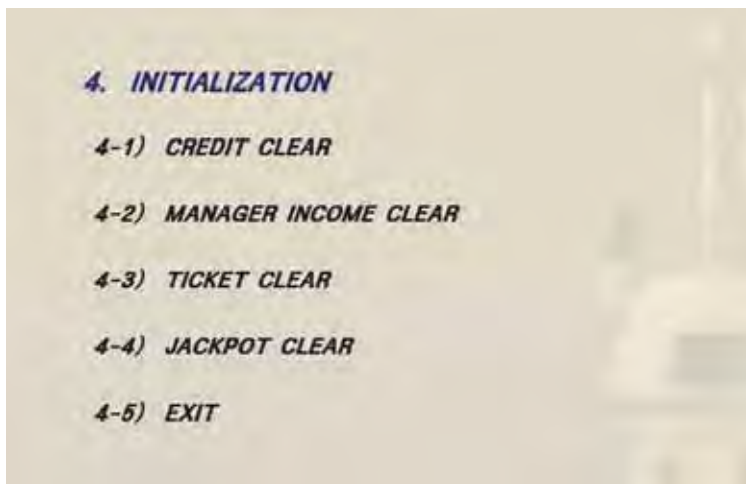 4. INITIALIZATION
4-1) CREDIT CLEAR
4-2) MANAGER INCOME CLEAR
4-3) TICKET CLEAR
4-4) JACKPOT CLEAR
4-5) EXIT